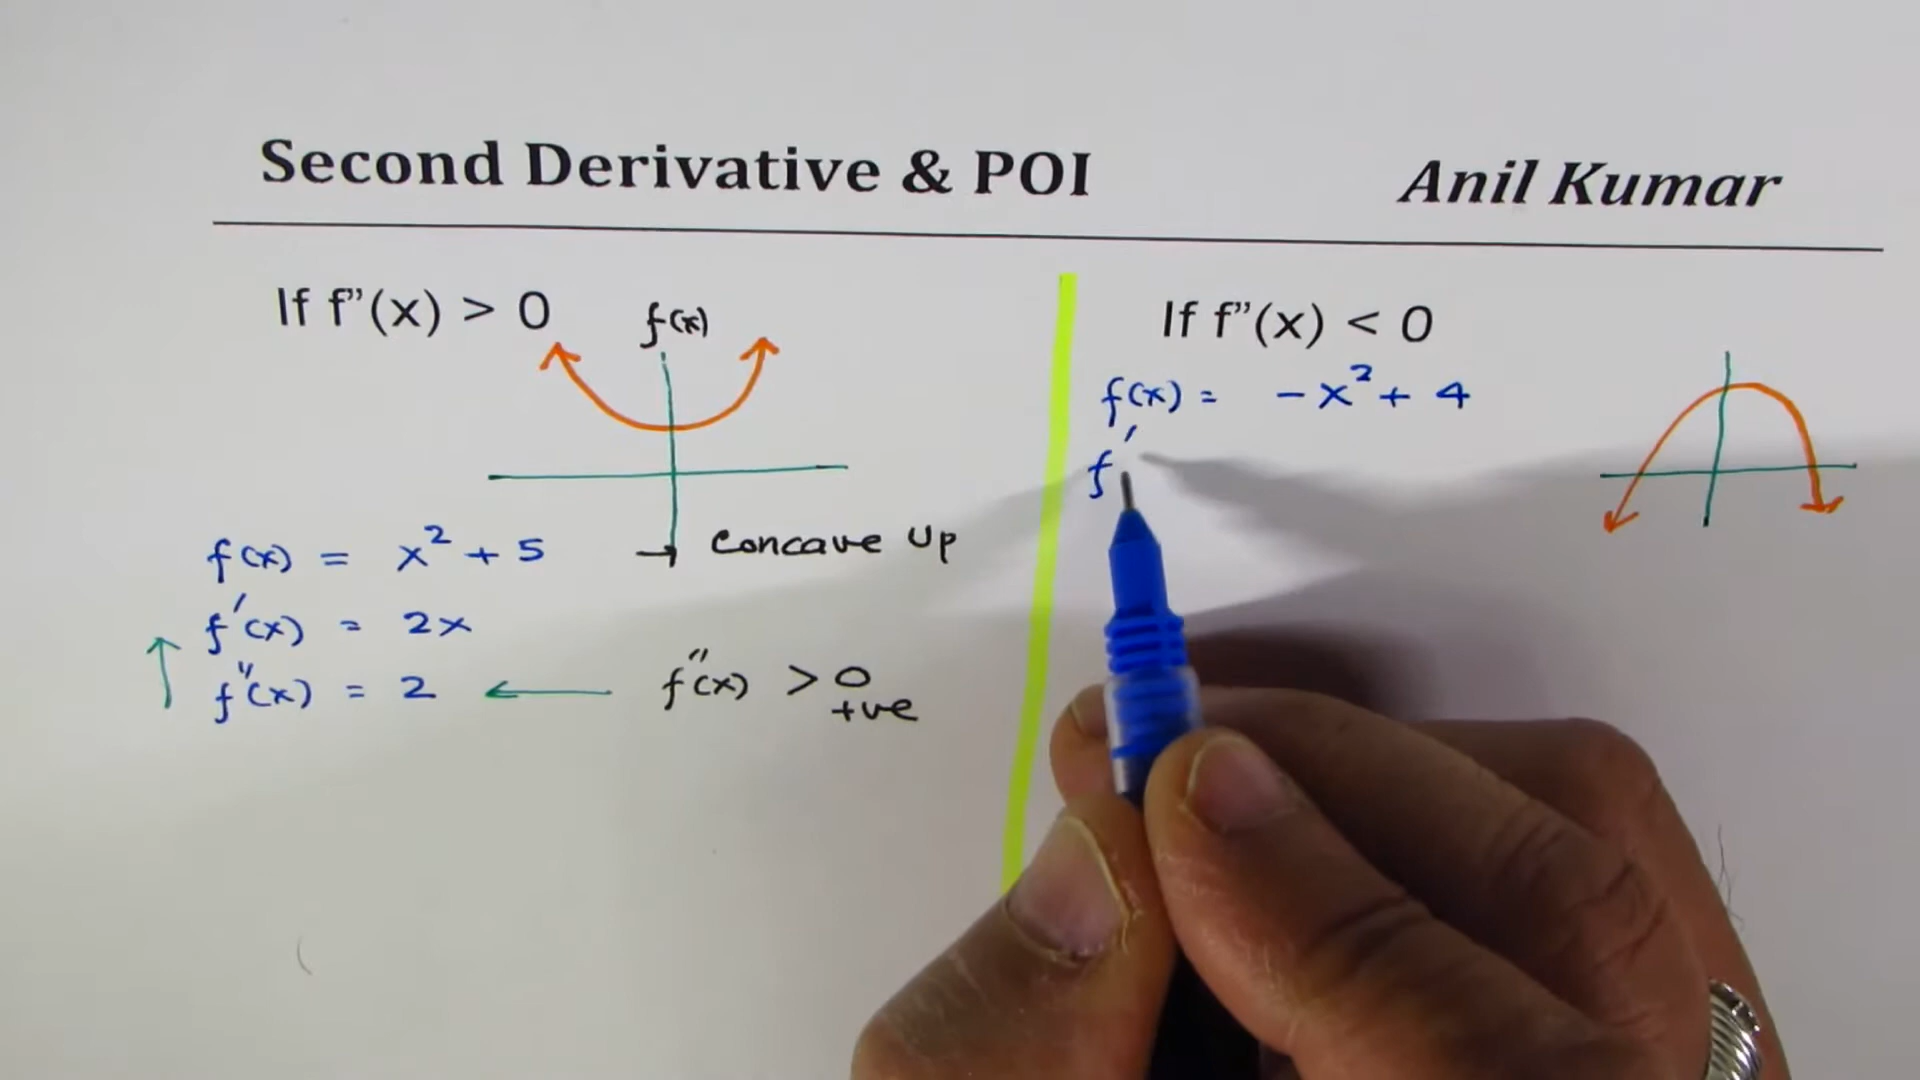 Second Derivative & POI
Anil Kumar
If f”(x) > 0
f(x)
f(x) = x² + 5
→ Concave Up
f'(x) = 2x
f"(x) = 2 ← f"(x) > 0
+ve
If f”(x) < 0
f(x) = -x² + 4
f'